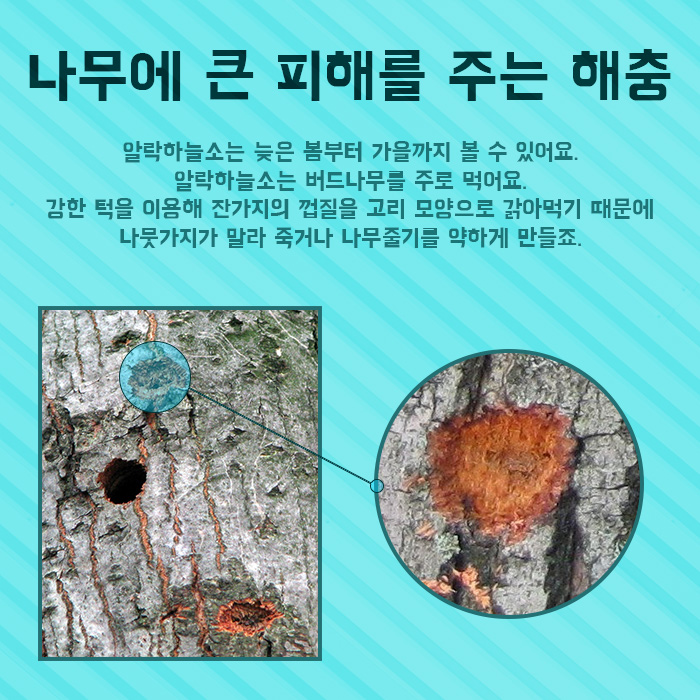 나무에 큰 피해를 주는 해충
알락하늘소는 늦은 봄부터 가을까지 볼 수 있어요.
알락하늘소는 버드나무를 주로 먹어요.
강한 턱을 이용해 잔가지의 껍질을 고리 모양으로 갉아먹기 때문에
나뭇가지가 말라 죽거나 나무줄기를 약하게 만들죠.